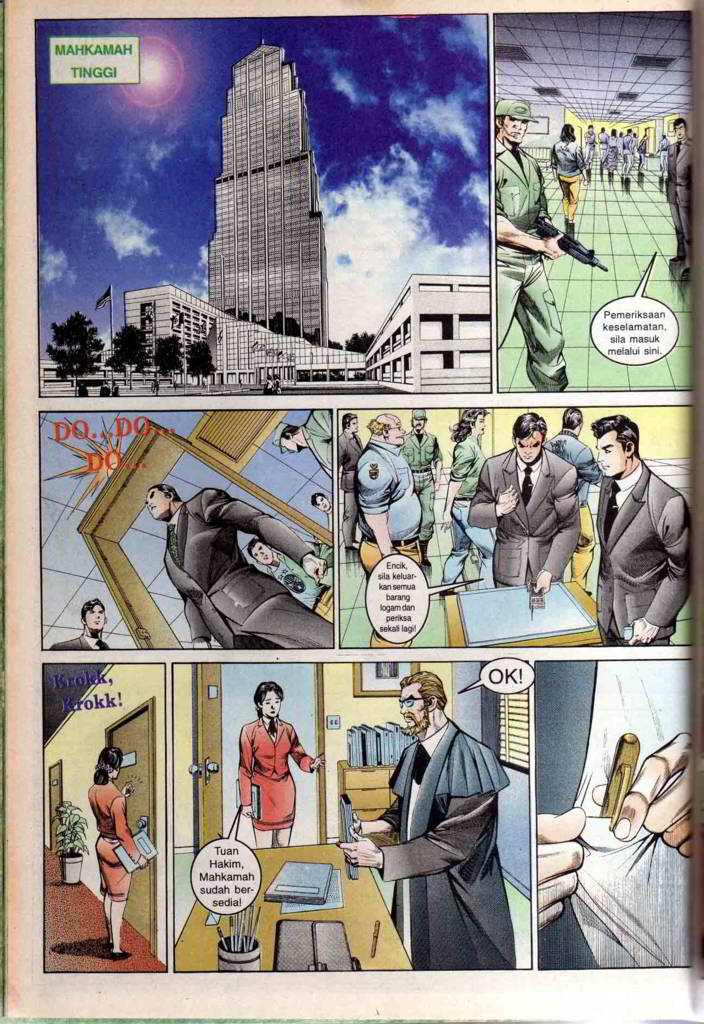 MAHKAMAH
TINGGI
Pemeriksaan
keselamatan,
sila masuk
melalui sini.
DO...DO...
DO...
Encik,
sila keluar-
kan semua
barang
logam dan
periksa
sekali lagi!
Krokk,
Krokk!
OK!
Tuan
Hakim,
Mahkamah
sudah ber-
sedia!